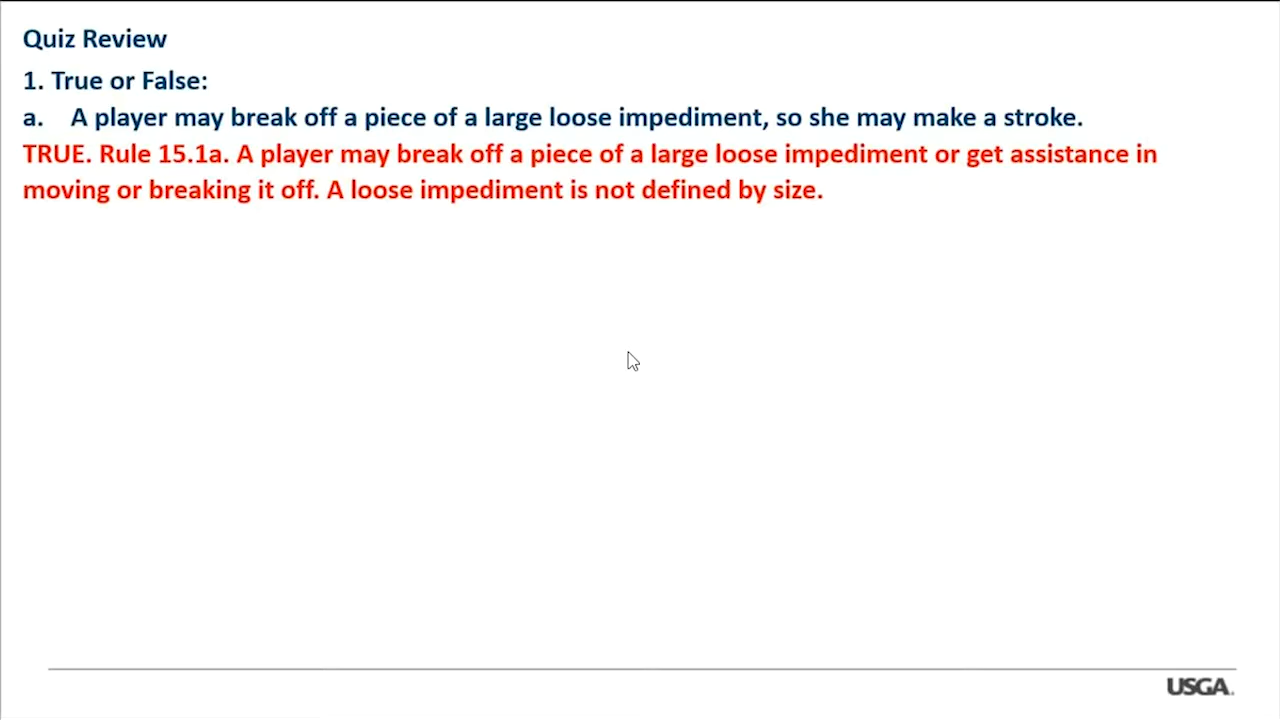 Quiz Review
1. True or False:
a. A player may break off a piece of a large loose impediment, so she may make a stroke.
TRUE. Rule 15.1a. A player may break off a piece of a large loose impediment or get assistance in
moving or breaking it off. A loose impediment is not defined by size.
USGA.